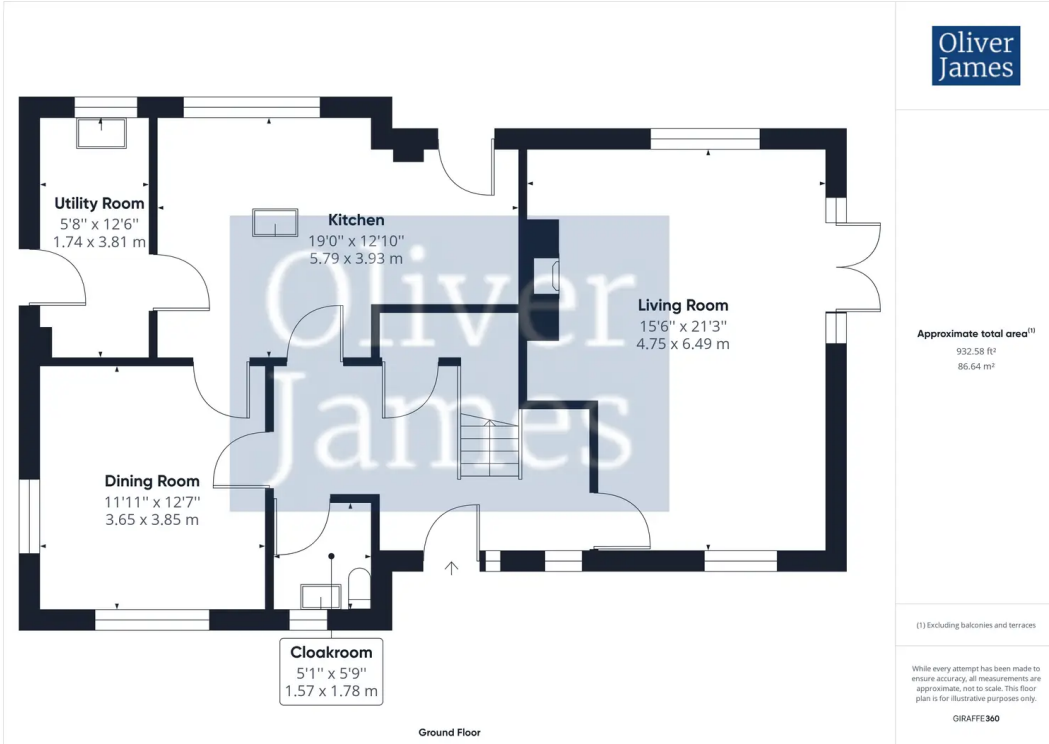 Oliver
James
Utility Room
5'8'' x 12'6''
1.74 x 3.81 m
Kitchen
19'0'' x 12'10''
5.79 x 3.93 m
Living Room
15'6'' x 21'3''
4.75 x 6.49 m
Oliver
James
Dining Room
11'11'' x 12'7''
3.65 x 3.85 m
Cloakroom
5'1'' x 5'9''
1.57 x 1.78 m
Ground Floor
Approximate total area(1)
932.58 ft²
86.64 m²
(1) Excluding balconies and terraces
While every attempt has been made to
ensure accuracy, all measurements are
approximate, not to scale. This floor
plan is for illustrative purposes only.
GIRAFFE360